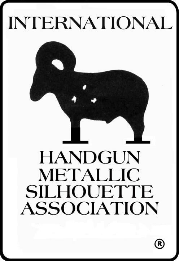 INTERNATIONAL
HANDGUN
METALLIC
SILHOUETTE
ASSOCIATION
®